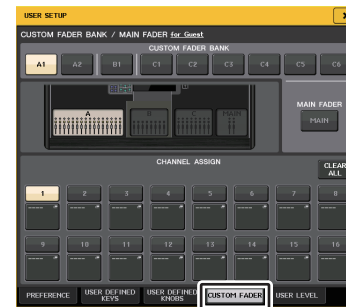 USER SETUP
CUSTOM FADER BANK / MAIN FADER for Guest
CUSTOM FADER BANK
A1 A2 B1 C1 C2 C3 C4 C5 C6
A B C MAIN
MAIN FADER
MAIN
CHANNEL ASSIGN
CLEAR ALL
1 2 3 4 5 6 7 8
---- ---- ---- ---- ---- ---- ---- ----
9 10 11 12 13 14 15 16
---- ---- ---- ---- ---- ---- ---- ----
PREFERENCE USER DEFINED KEYS USER DEFINED KNOBS CUSTOM FADER USER LEVEL